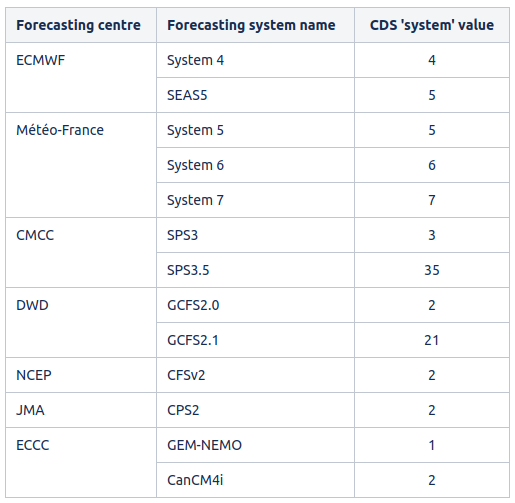 Forecasting centre Forecasting system name CDS 'system' value
ECMWF System 4 4
SEAS5 5
Météo-France System 5 5
System 6 6
System 7 7
CMCC SPS3 3
SPS3.5 35
DWD GCFS2.0 2
GCFS2.1 21
NCEP CFSv2 2
JMA CPS2 2
ECCC GEM-NEMO 1
CanCM4i 2